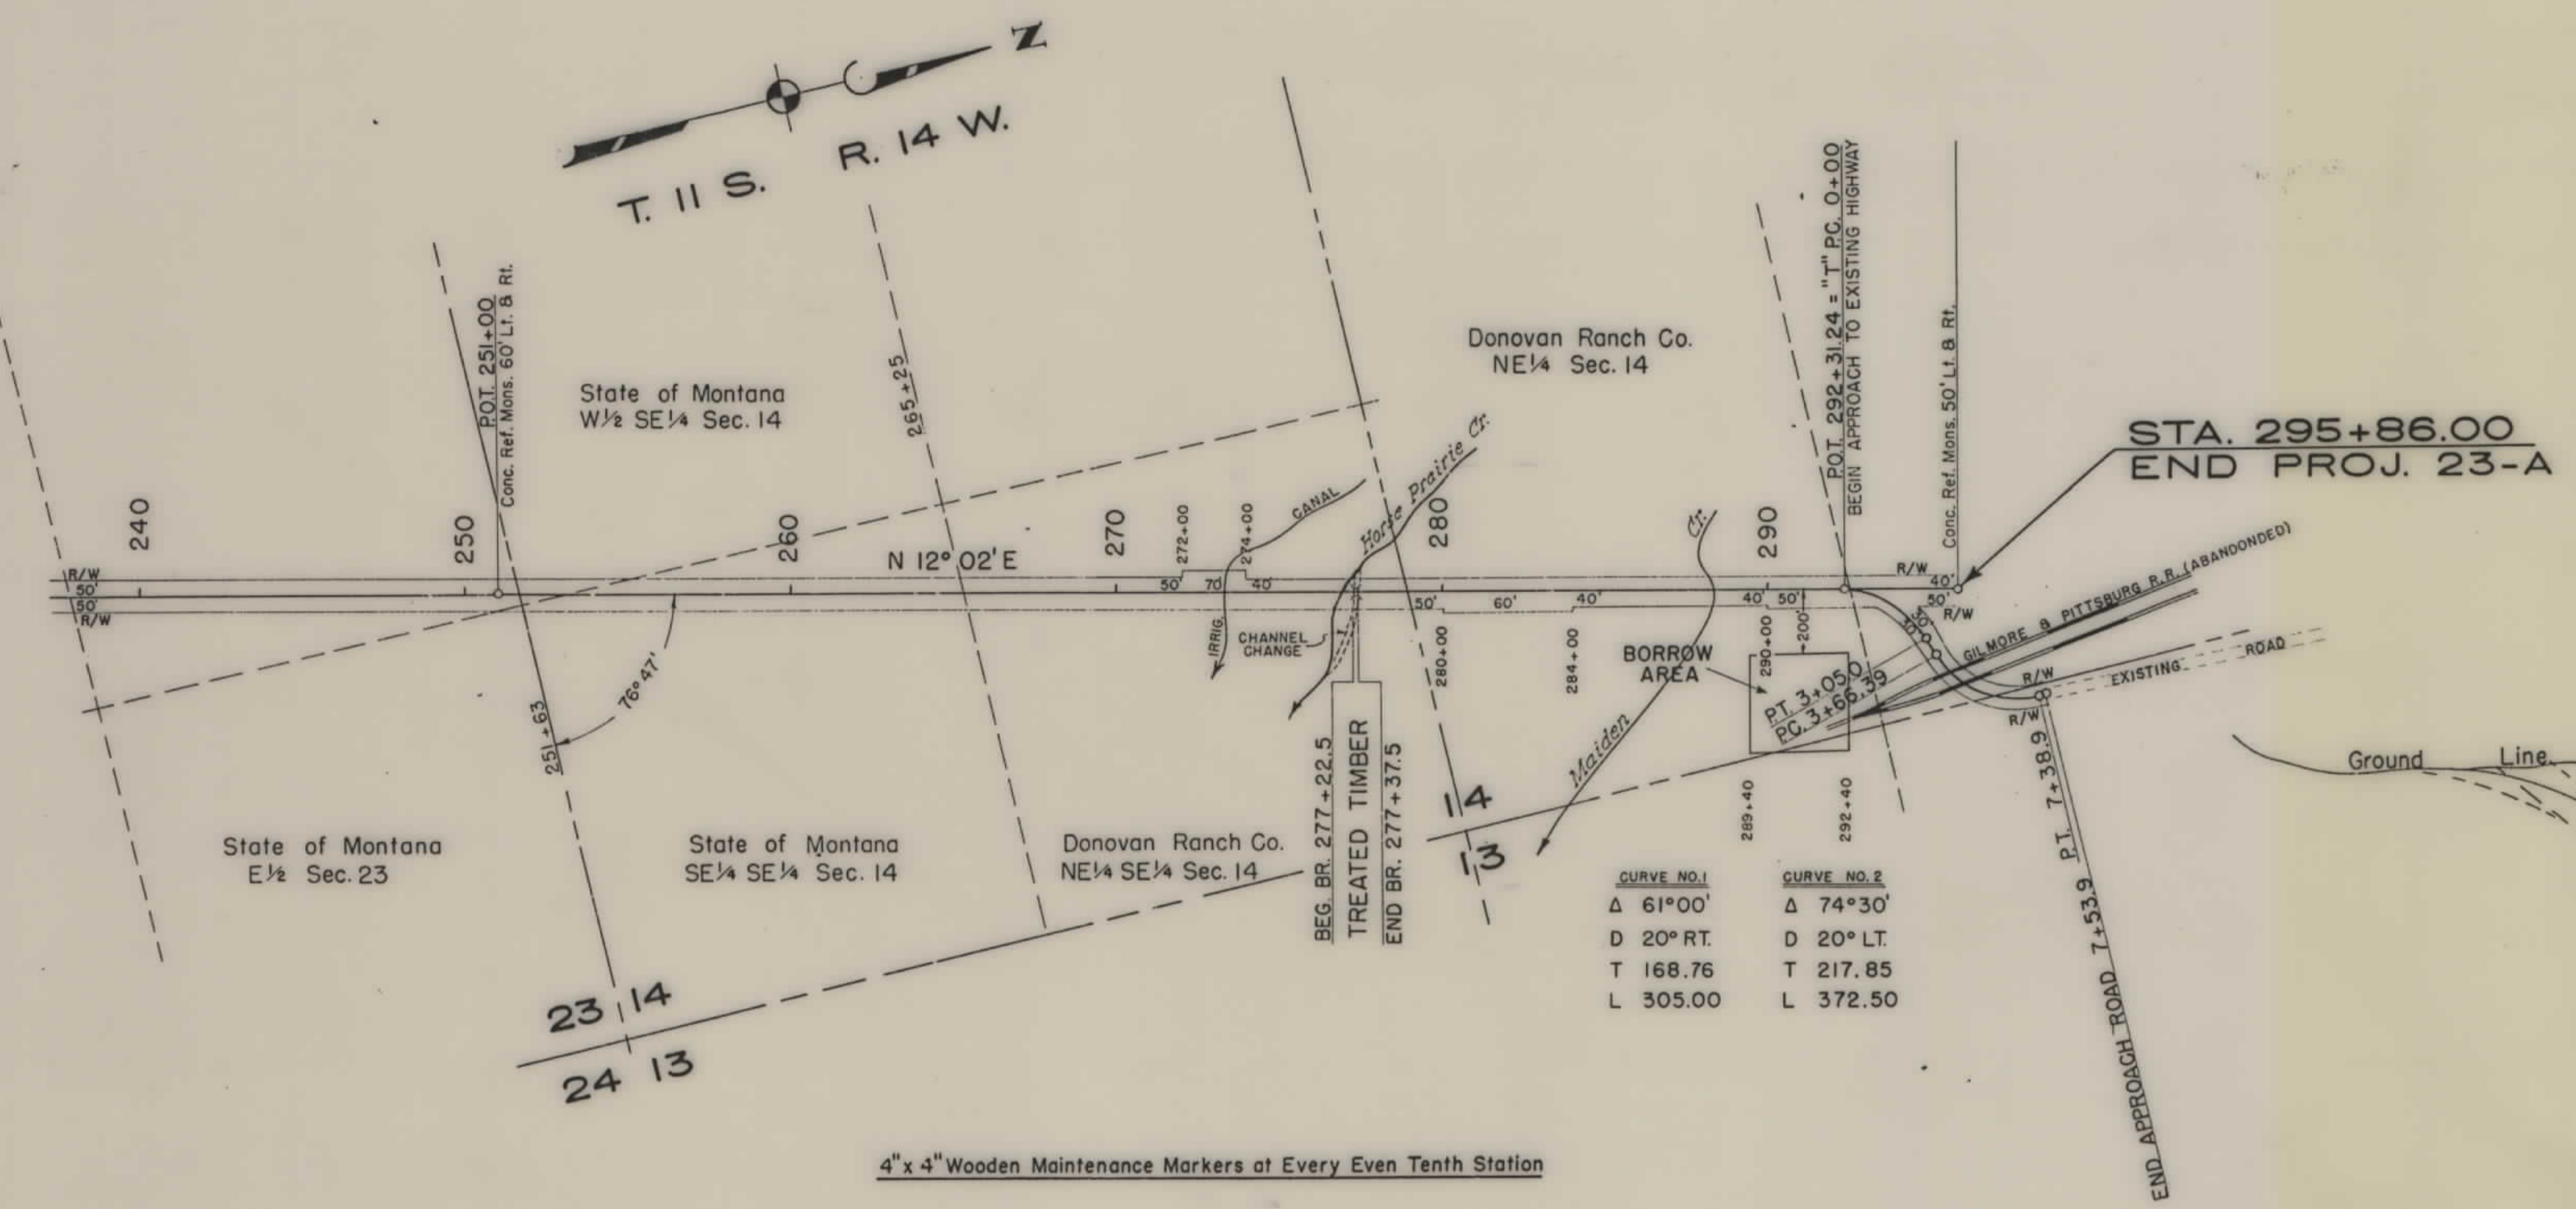 N
T. 11 S. R. 14 W.
P.O.T. 251+00
Conc. Ref. Mons. 60' Lt. & Rt.
State of Montana
W½ SE¼ Sec. 14
265+25
Donovan Ranch Co.
NE¼ Sec. 14
P.O.T. 292+31.24 = "T" P.C. 0+00
BEGIN APPROACH TO EXISTING HIGHWAY
Conc. Ref. Mons. 50' Lt. & Rt.
STA. 295+86.00
END PROJ. 23-A
240
250
260
270
280
290
N 12° 02' E
272+00
274+00
CANAL
Horse Prairie Cr.
Cr.
R/W
50'
50'
R/W
50'
70'
40'
50'
60'
40'
40'
50'
R/W
40'
50'
R/W
50'
50'
GILMORE & PITTSBURG R.R. (ABANDONDED)
EXISTING ROAD
R/W
R/W
IRRIG.
CHANNEL
CHANGE
280+00
284+00
290+00
200'
BORROW
AREA
P.T. 3+05.0
P.C. 3+66.39
251+63
76° 47'
BEG. BR. 277+22.5
TREATED TIMBER
END BR. 277+37.5
Maiden
289+40
292+40
14
13
Ground Line
State of Montana
E½ Sec. 23
State of Montana
SE¼ SE¼ Sec. 14
Donovan Ranch Co.
NE¼ SE¼ Sec. 14
CURVE NO. 1
Δ 61°00'
D 20° RT.
T 168.76
L 305.00
CURVE NO. 2
Δ 74°30'
D 20° LT.
T 217.85
L 372.50
END APPROACH ROAD 7+53.9 P.T. 7+38.9
23 14
24 13
4" x 4" Wooden Maintenance Markers at Every Even Tenth Station